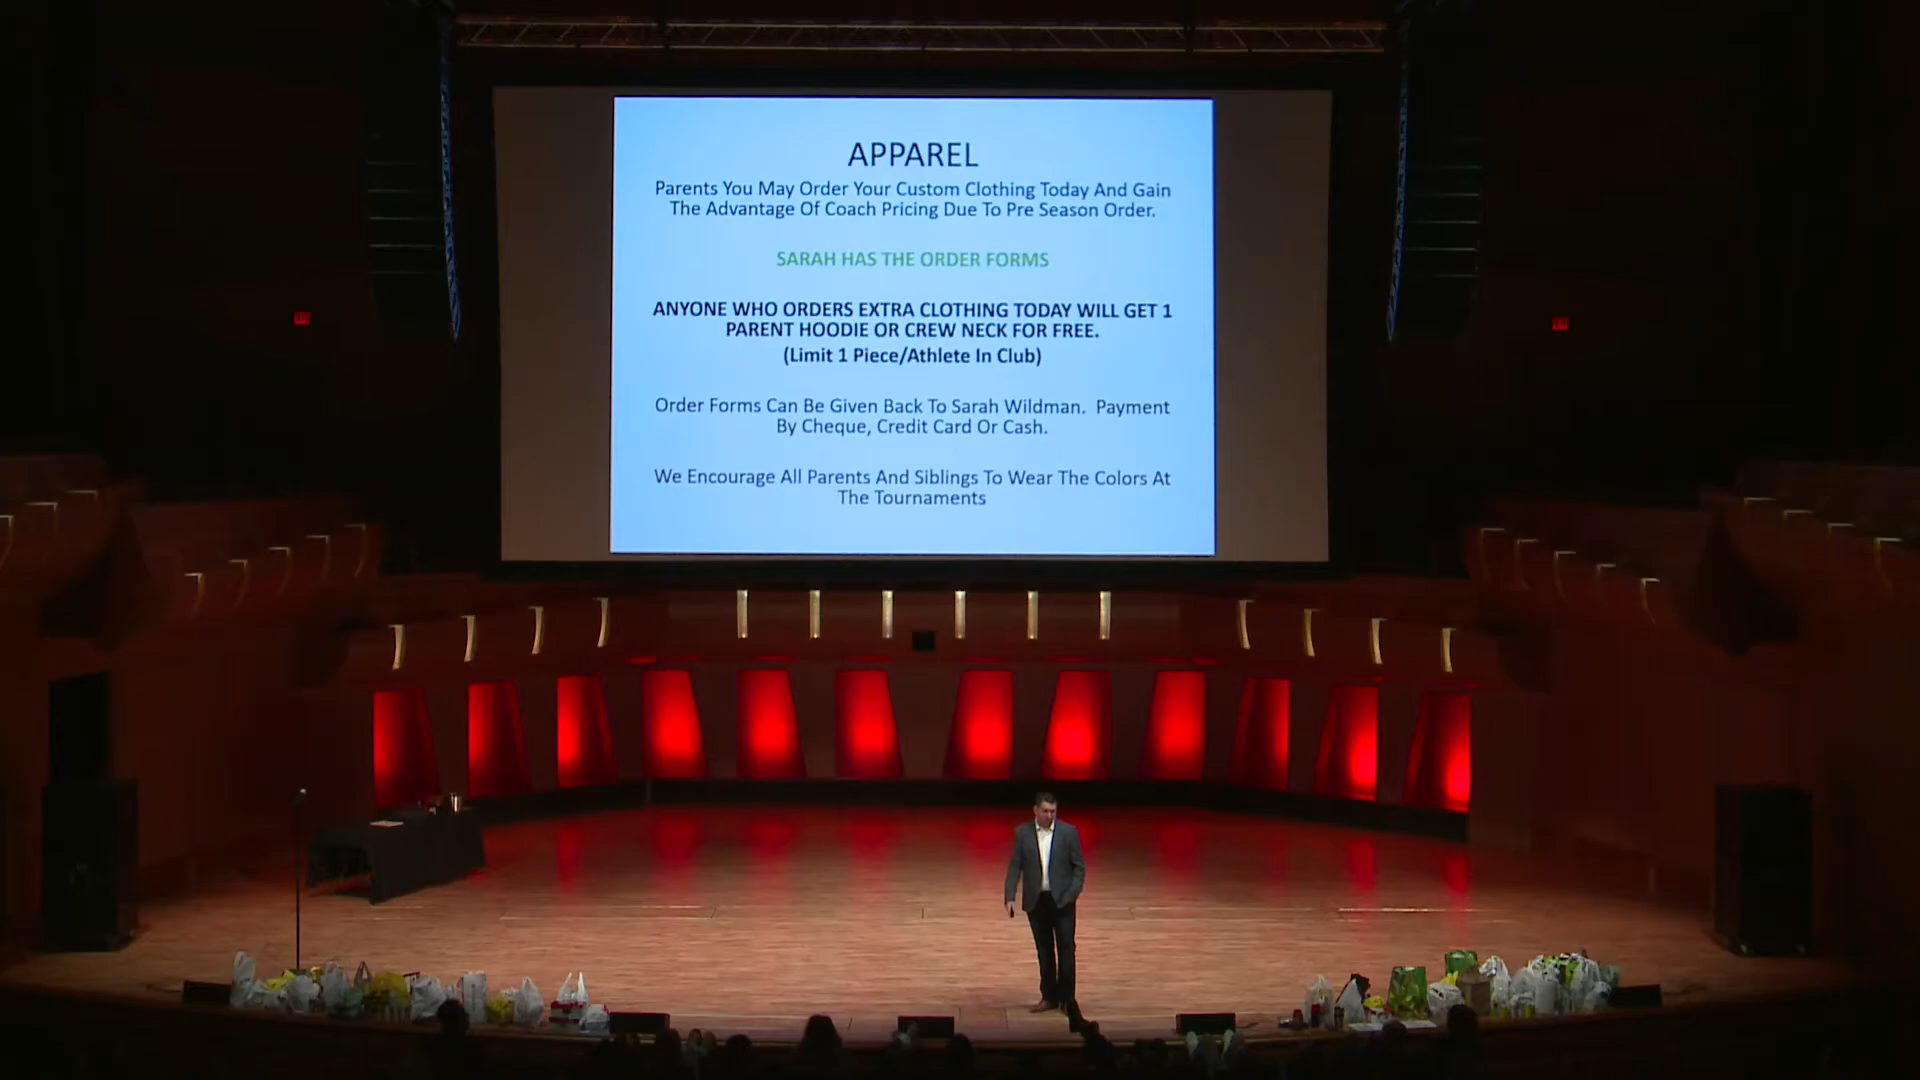 APPAREL
Parents You May Order Your Custom Clothing Today And Gain
The Advantage Of Coach Pricing Due To Pre Season Order.
SARAH HAS THE ORDER FORMS
ANYONE WHO ORDERS EXTRA CLOTHING TODAY WILL GET 1
PARENT HOODIE OR CREW NECK FOR FREE.
(Limit 1 Piece/Athlete In Club)
Order Forms Can Be Given Back To Sarah Wildman.  Payment
By Cheque, Credit Card Or Cash.
We Encourage All Parents And Siblings To Wear The Colors At
The Tournaments